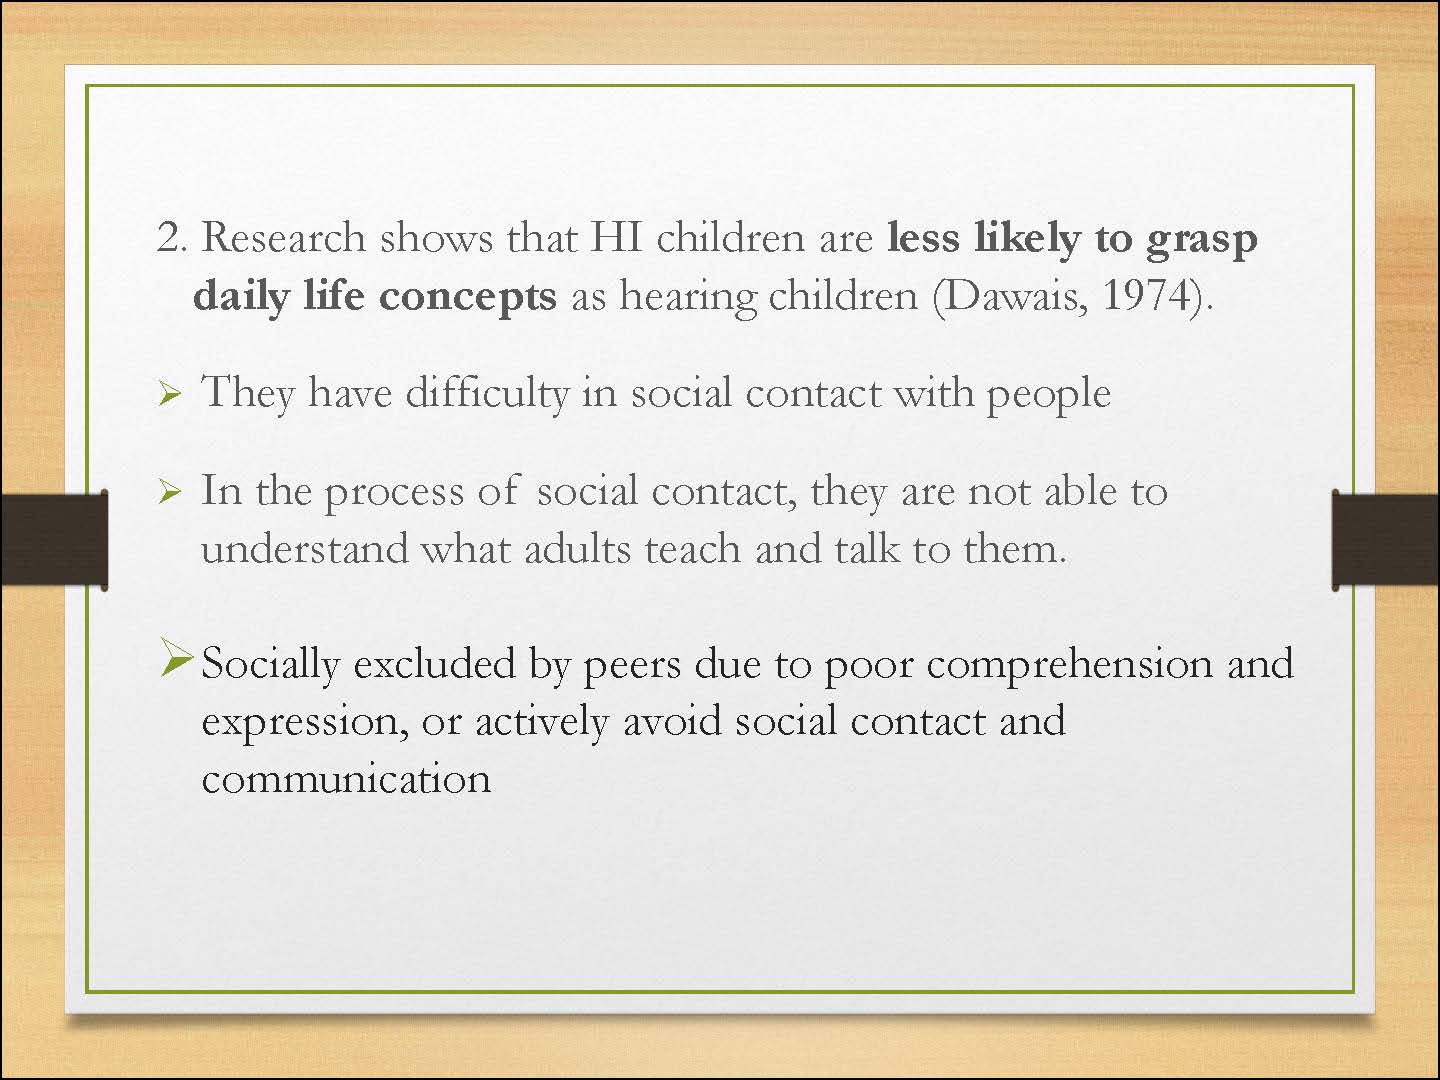 2. Research shows that HI children are less likely to grasp
daily life concepts as hearing children (Dawais, 1974).
They have difficulty in social contact with people
In the process of social contact, they are not able to
understand what adults teach and talk to them.
Socially excluded by peers due to poor comprehension and
expression, or actively avoid social contact and
communication